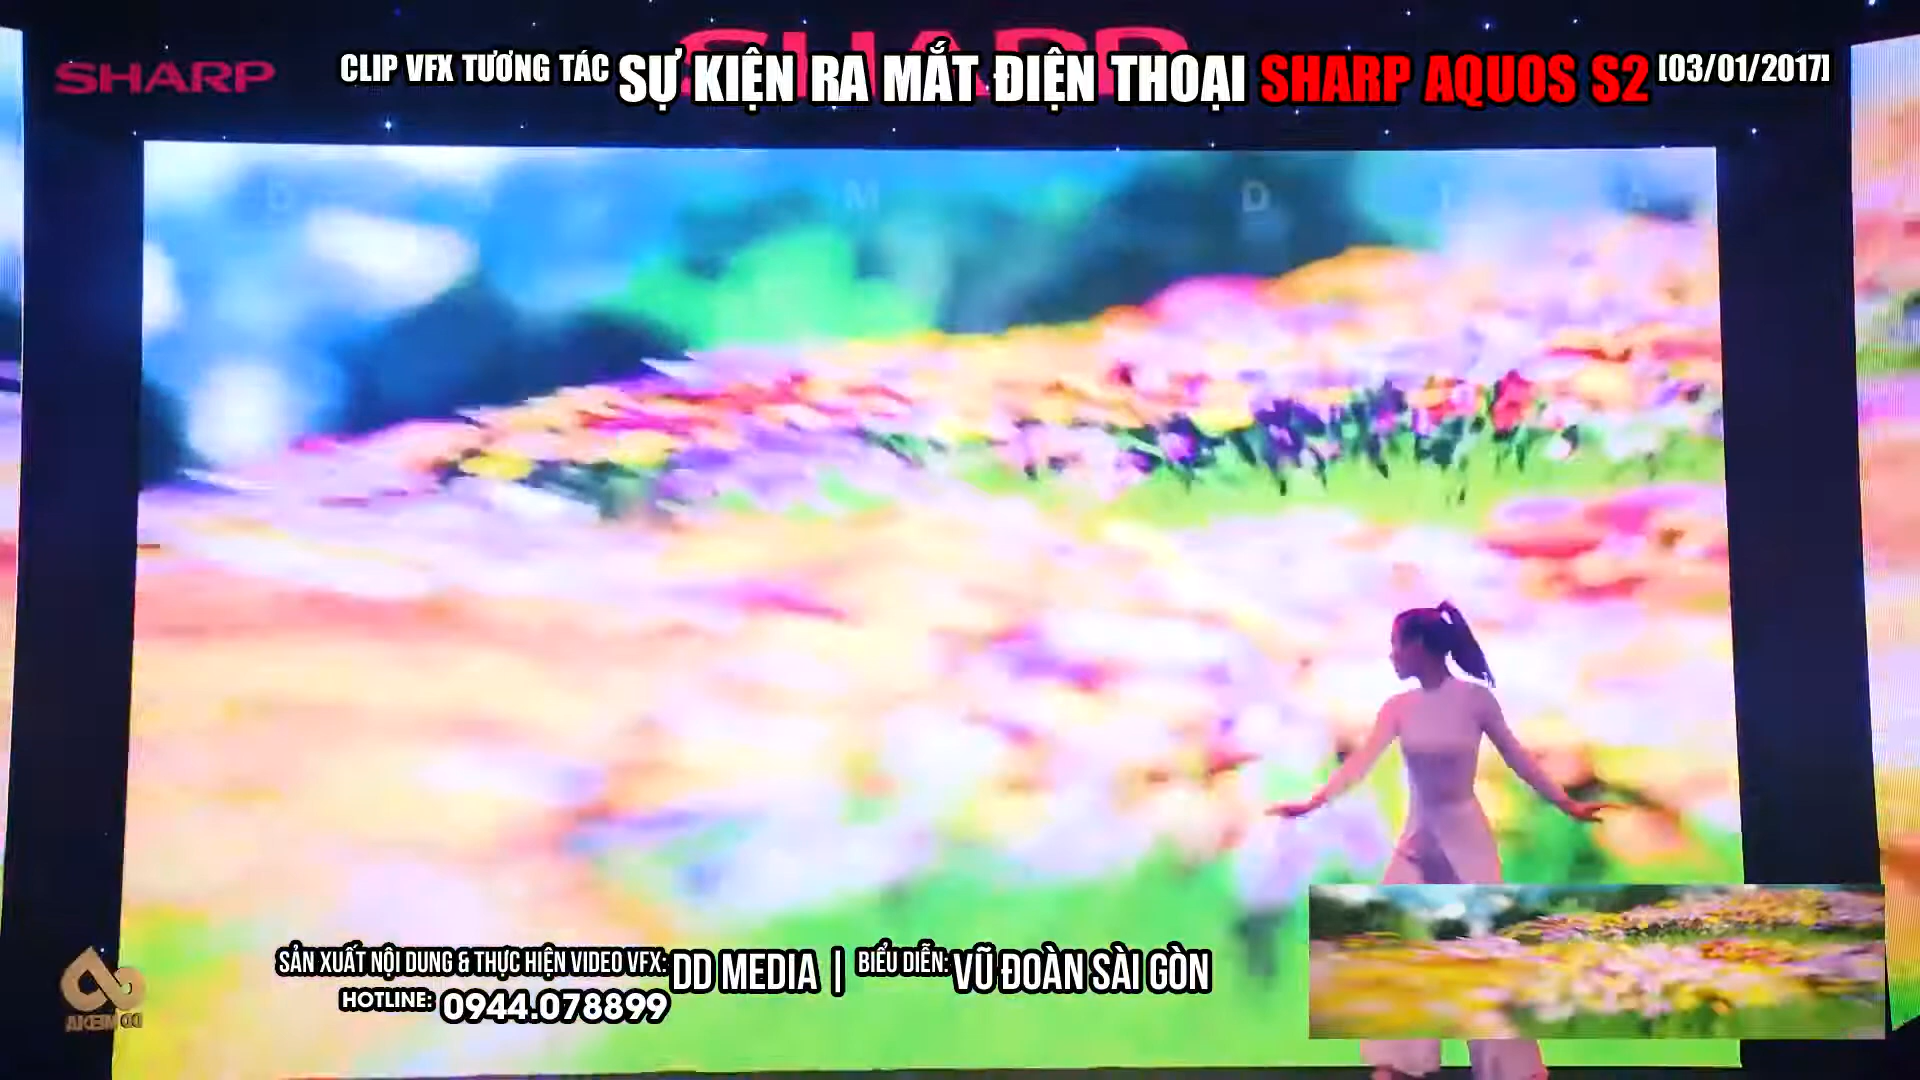 SHARP
SHARP
CLIP VFX TƯƠNG TÁC SỰ KIỆN RA MẮT ĐIỆN THOẠI SHARP AQUOS S2 [03/01/2017]
M D
SẢN XUẤT NỘI DUNG & THỰC HIỆN VIDEO VFX: DD MEDIA | BIỂU DIỄN: VŨ ĐOÀN SÀI GÒN
HOTLINE: 0944.078899